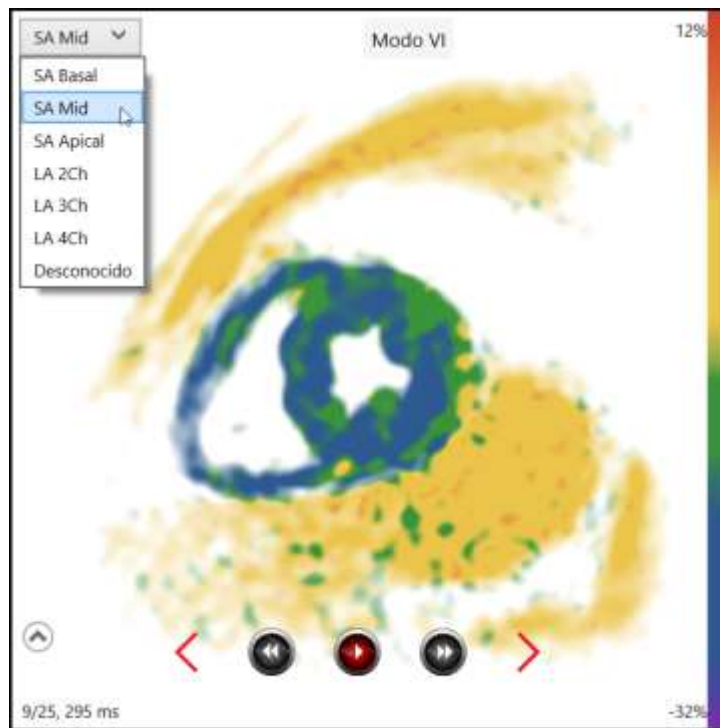 SA Mid
Modo VI
12%
SA Basal
SA Mid
SA Apical
LA 2Ch
LA 3Ch
LA 4Ch
Desconocido
9/25, 295 ms
-32%